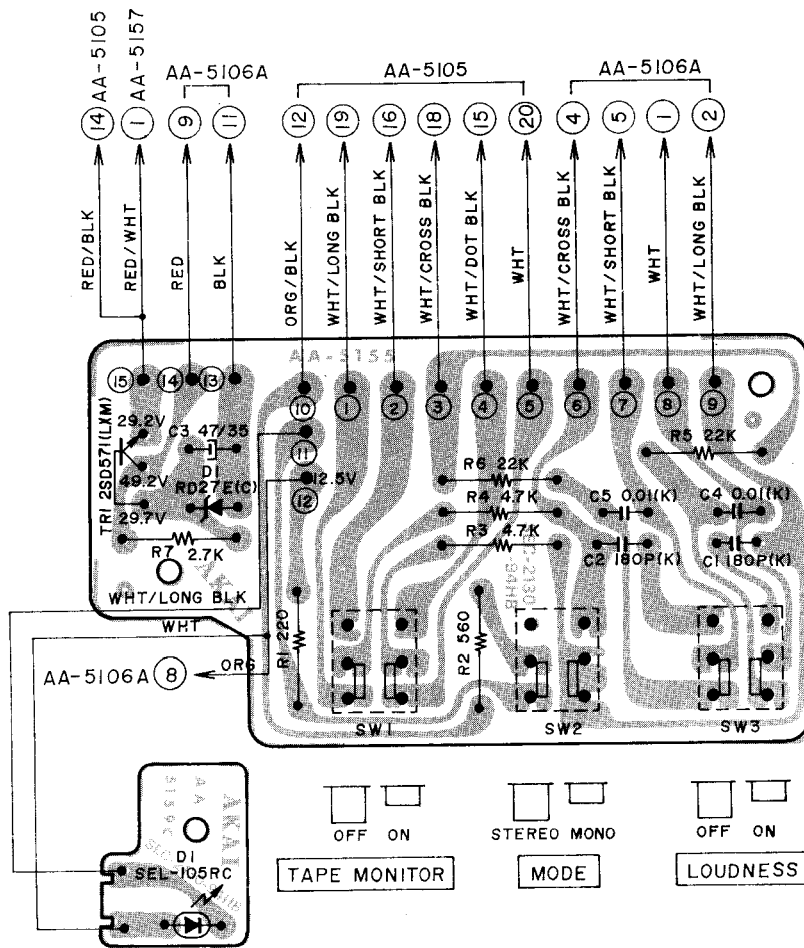 AA-5105
AA-5157
AA-5106A
AA-5105
AA-5106A
14 1 9 11 12 19 16 18 15 20 4 5 1 2
RED/BLK
RED/WHT
RED
BLK
ORG/BLK
WHT/LONG BLK
WHT/SHORT BLK
WHT/CROSS BLK
WHT/DOT BLK
WHT
WHT/CROSS BLK
WHT/SHORT BLK
WHT
WHT/LONG BLK
AA-5155
15 14 13 10 1 2 3 4 5 6 7 8 9
11
12
12.5V
TR1 2SD571(LXM)
29.2V
49.2V
29.7V
C3 47/35
D1
RD27E(C)
R7 2.7K
AKAI
R5 22K
R6 22K
R4 4.7K
R3 4.7K
C5 0.01(K)
C4 0.01(K)
C2 180P(K)
C1 180P(K)
94HB
WHT/LONG BLK
WHT
ORG
AA-5106A 8
R1 220
R2 560
SW1
SW2
SW3
AKAI
AA
5159C
D1
SEL-105RC
OFF ON
TAPE MONITOR
STEREO MONO
MODE
OFF ON
LOUDNESS